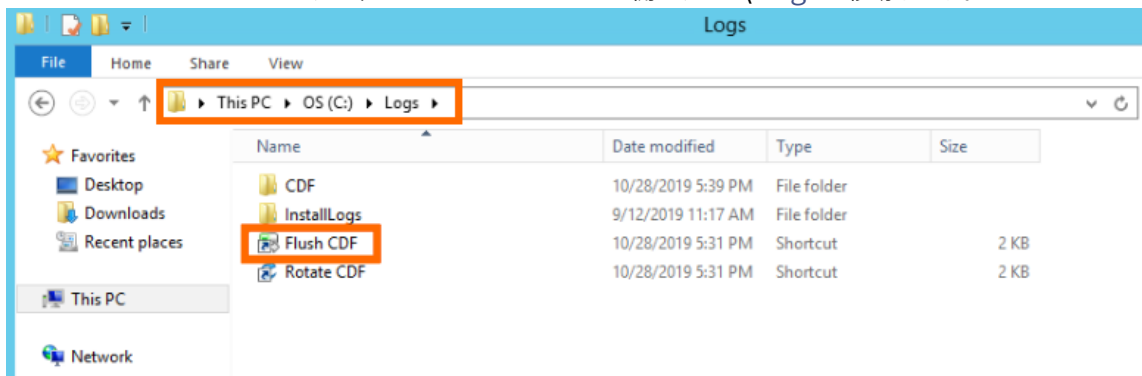 Logs
File Home Share View
This PC OS (C:) Logs
Name Date modified Type Size
Favorites
Desktop
Downloads
Recent places
This PC
Network
CDF 10/28/2019 5:39 PM File folder
InstallLogs 9/12/2019 11:17 AM File folder
Flush CDF 10/28/2019 5:31 PM Shortcut 2 KB
Rotate CDF 10/28/2019 5:31 PM Shortcut 2 KB